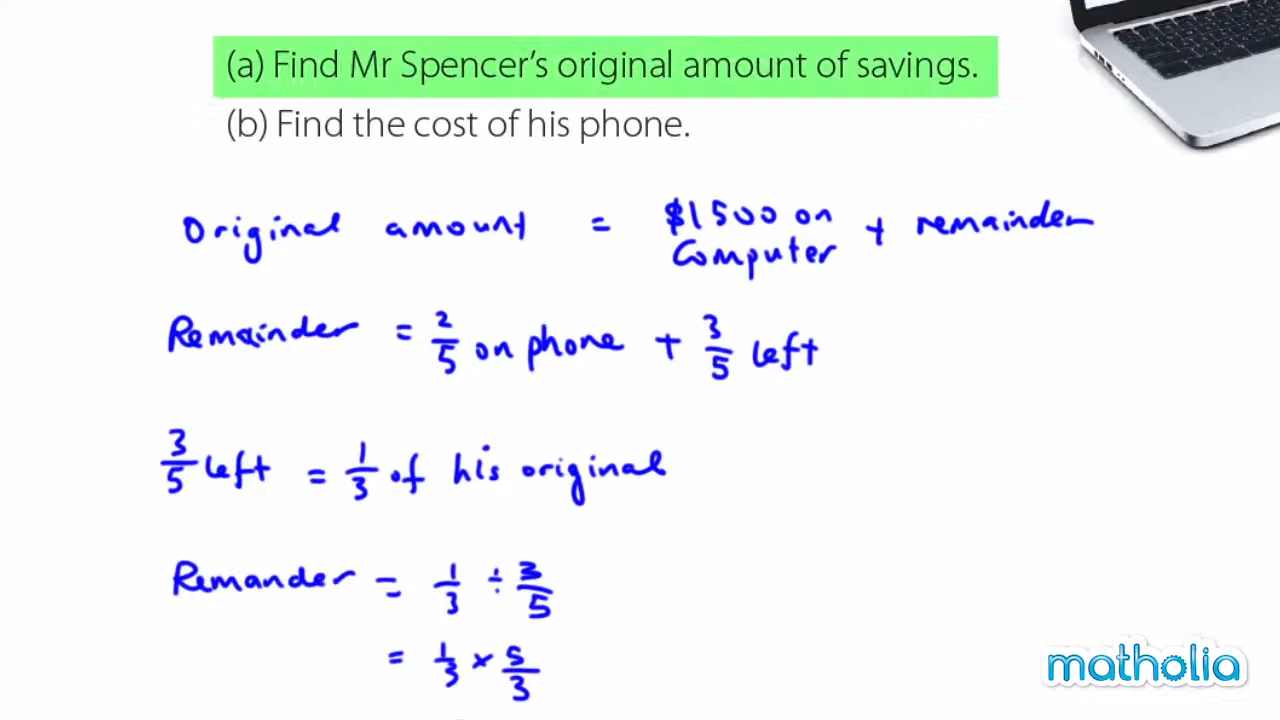 (a) Find Mr Spencer’s original amount of savings.
(b) Find the cost of his phone.
Original amount = $1500 on Computer + remainder
Remainder = 2/5 on phone + 3/5 left
3/5 left = 1/3 of his original
Remander = 1/3 ÷ 3/5
= 1/3 × 5/3
matholia